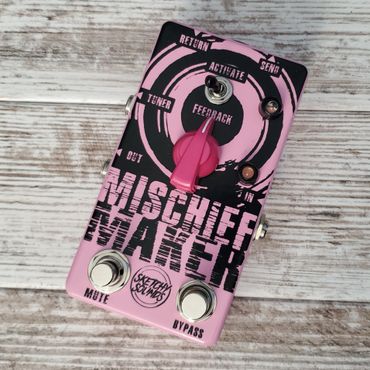 RETURN
SEND
ACTIVATE
TUNER
FEEDBACK
OUT
IN
MISCHIEF
MAKER
SKETCHY
SOUNDS
MUTE
BYPASS